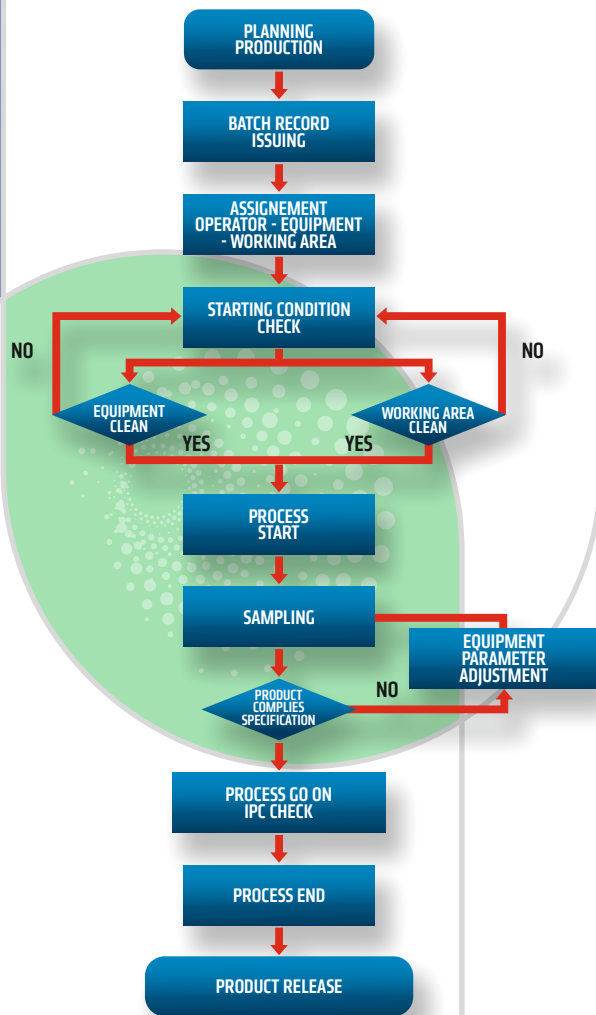 PLANNING
PRODUCTION
BATCH RECORD
ISSUING
ASSIGNEMENT
OPERATOR - EQUIPMENT
- WORKING AREA
STARTING CONDITION
CHECK
NO
NO
EQUIPMENT
CLEAN
WORKING AREA
CLEAN
YES
YES
PROCESS
START
SAMPLING
EQUIPMENT
PARAMETER
ADJUSTMENT
PRODUCT
COMPLIES
SPECIFICATION
NO
PROCESS GO ON
IPC CHECK
PROCESS END
PRODUCT RELEASE